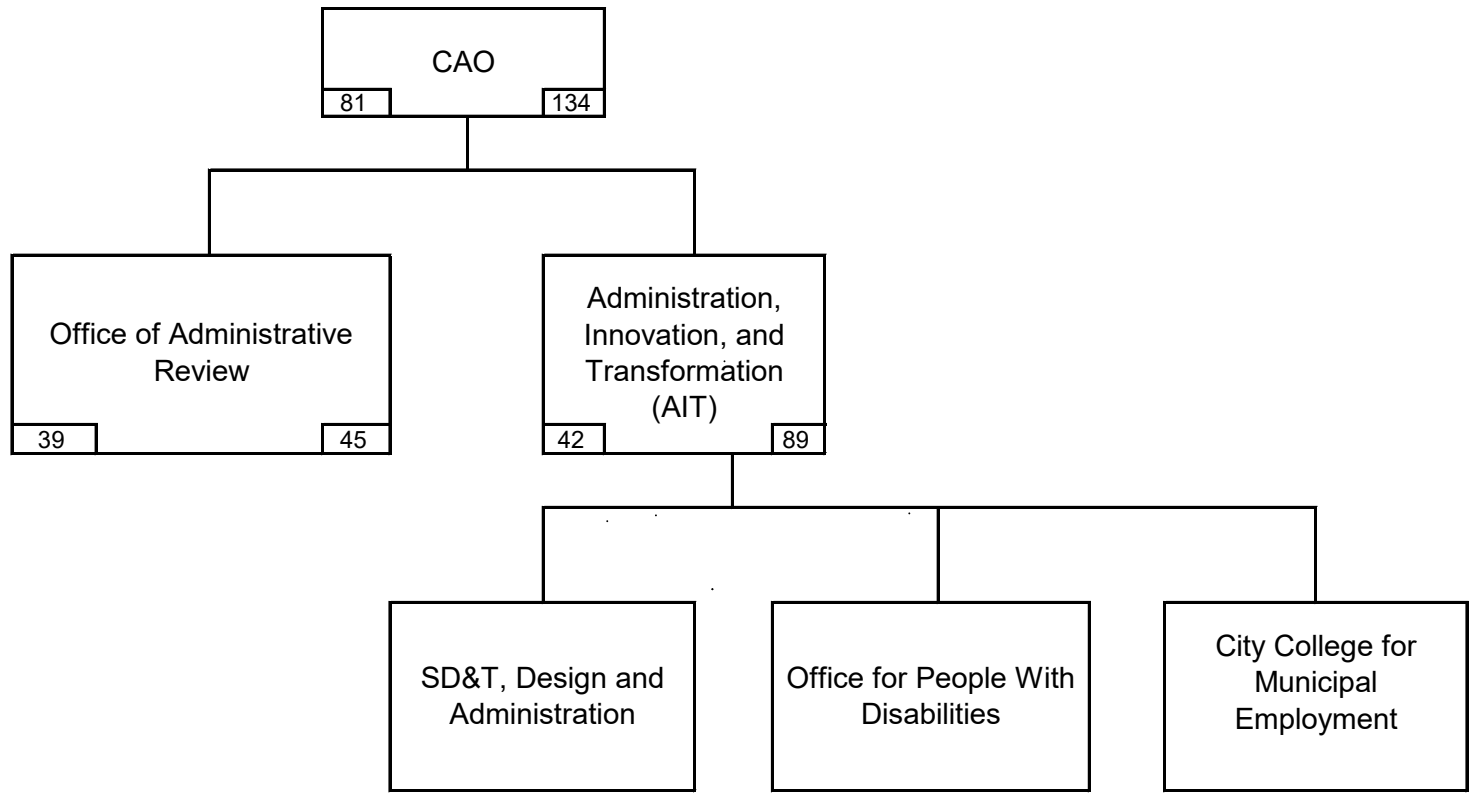 CAO
81
134
Office of Administrative
Review
39
45
Administration,
Innovation, and
Transformation
(AIT)
42
89
SD&T, Design and
Administration
Office for People With
Disabilities
City College for
Municipal
Employment